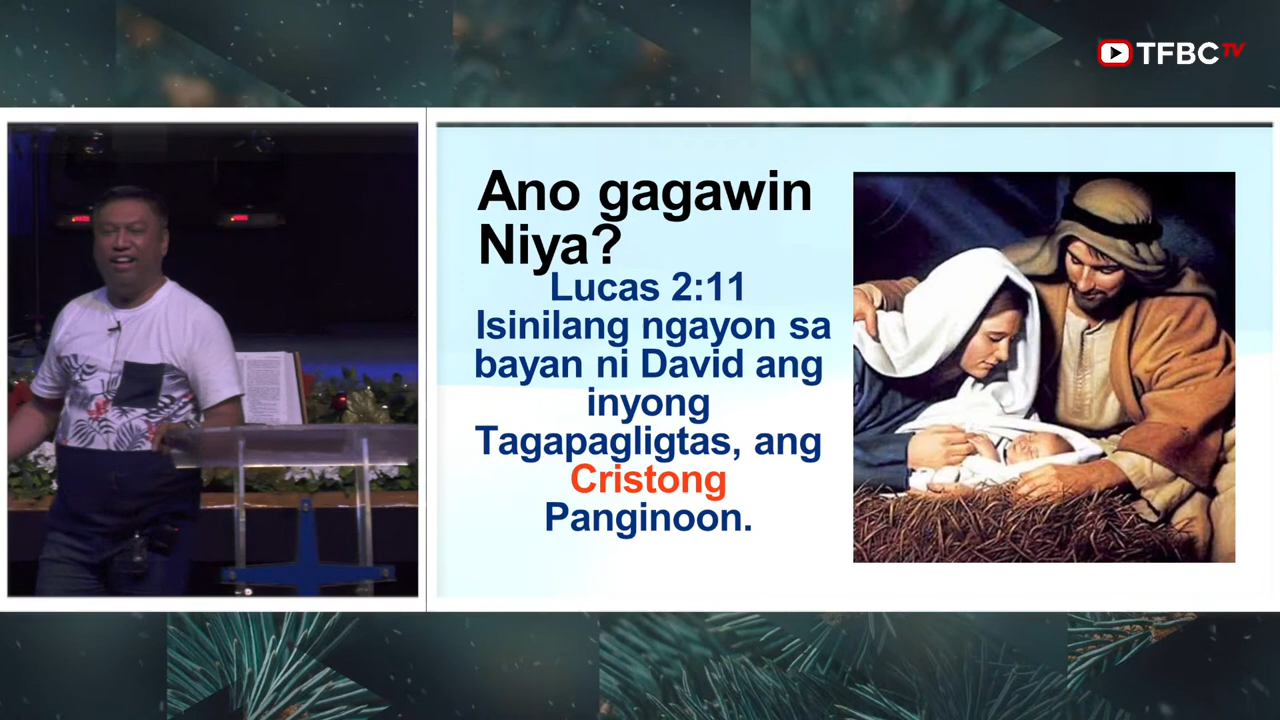 TFBC TV
Ano gagawin
Niya?
Lucas 2:11
Isinilang ngayon sa
bayan ni David ang
inyong
Tagapagligtas, ang
Cristong
Panginoon.